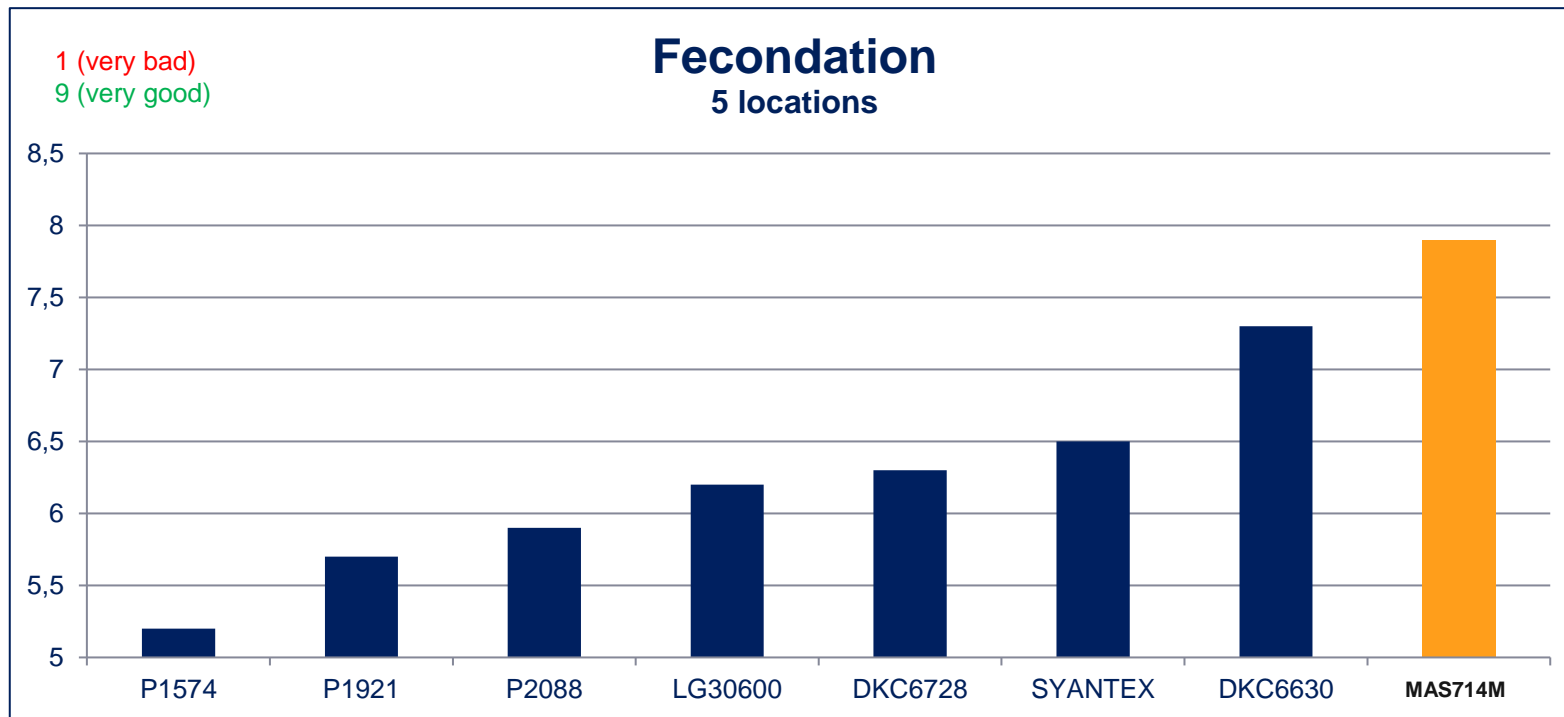 Fecondation
5 locations
1 (very bad)
9 (very good)
8,5
8
7,5
7
6,5
6
5,5
5
P1574 P1921 P2088 LG30600 DKC6728 SYANTEX DKC6630 MAS714M